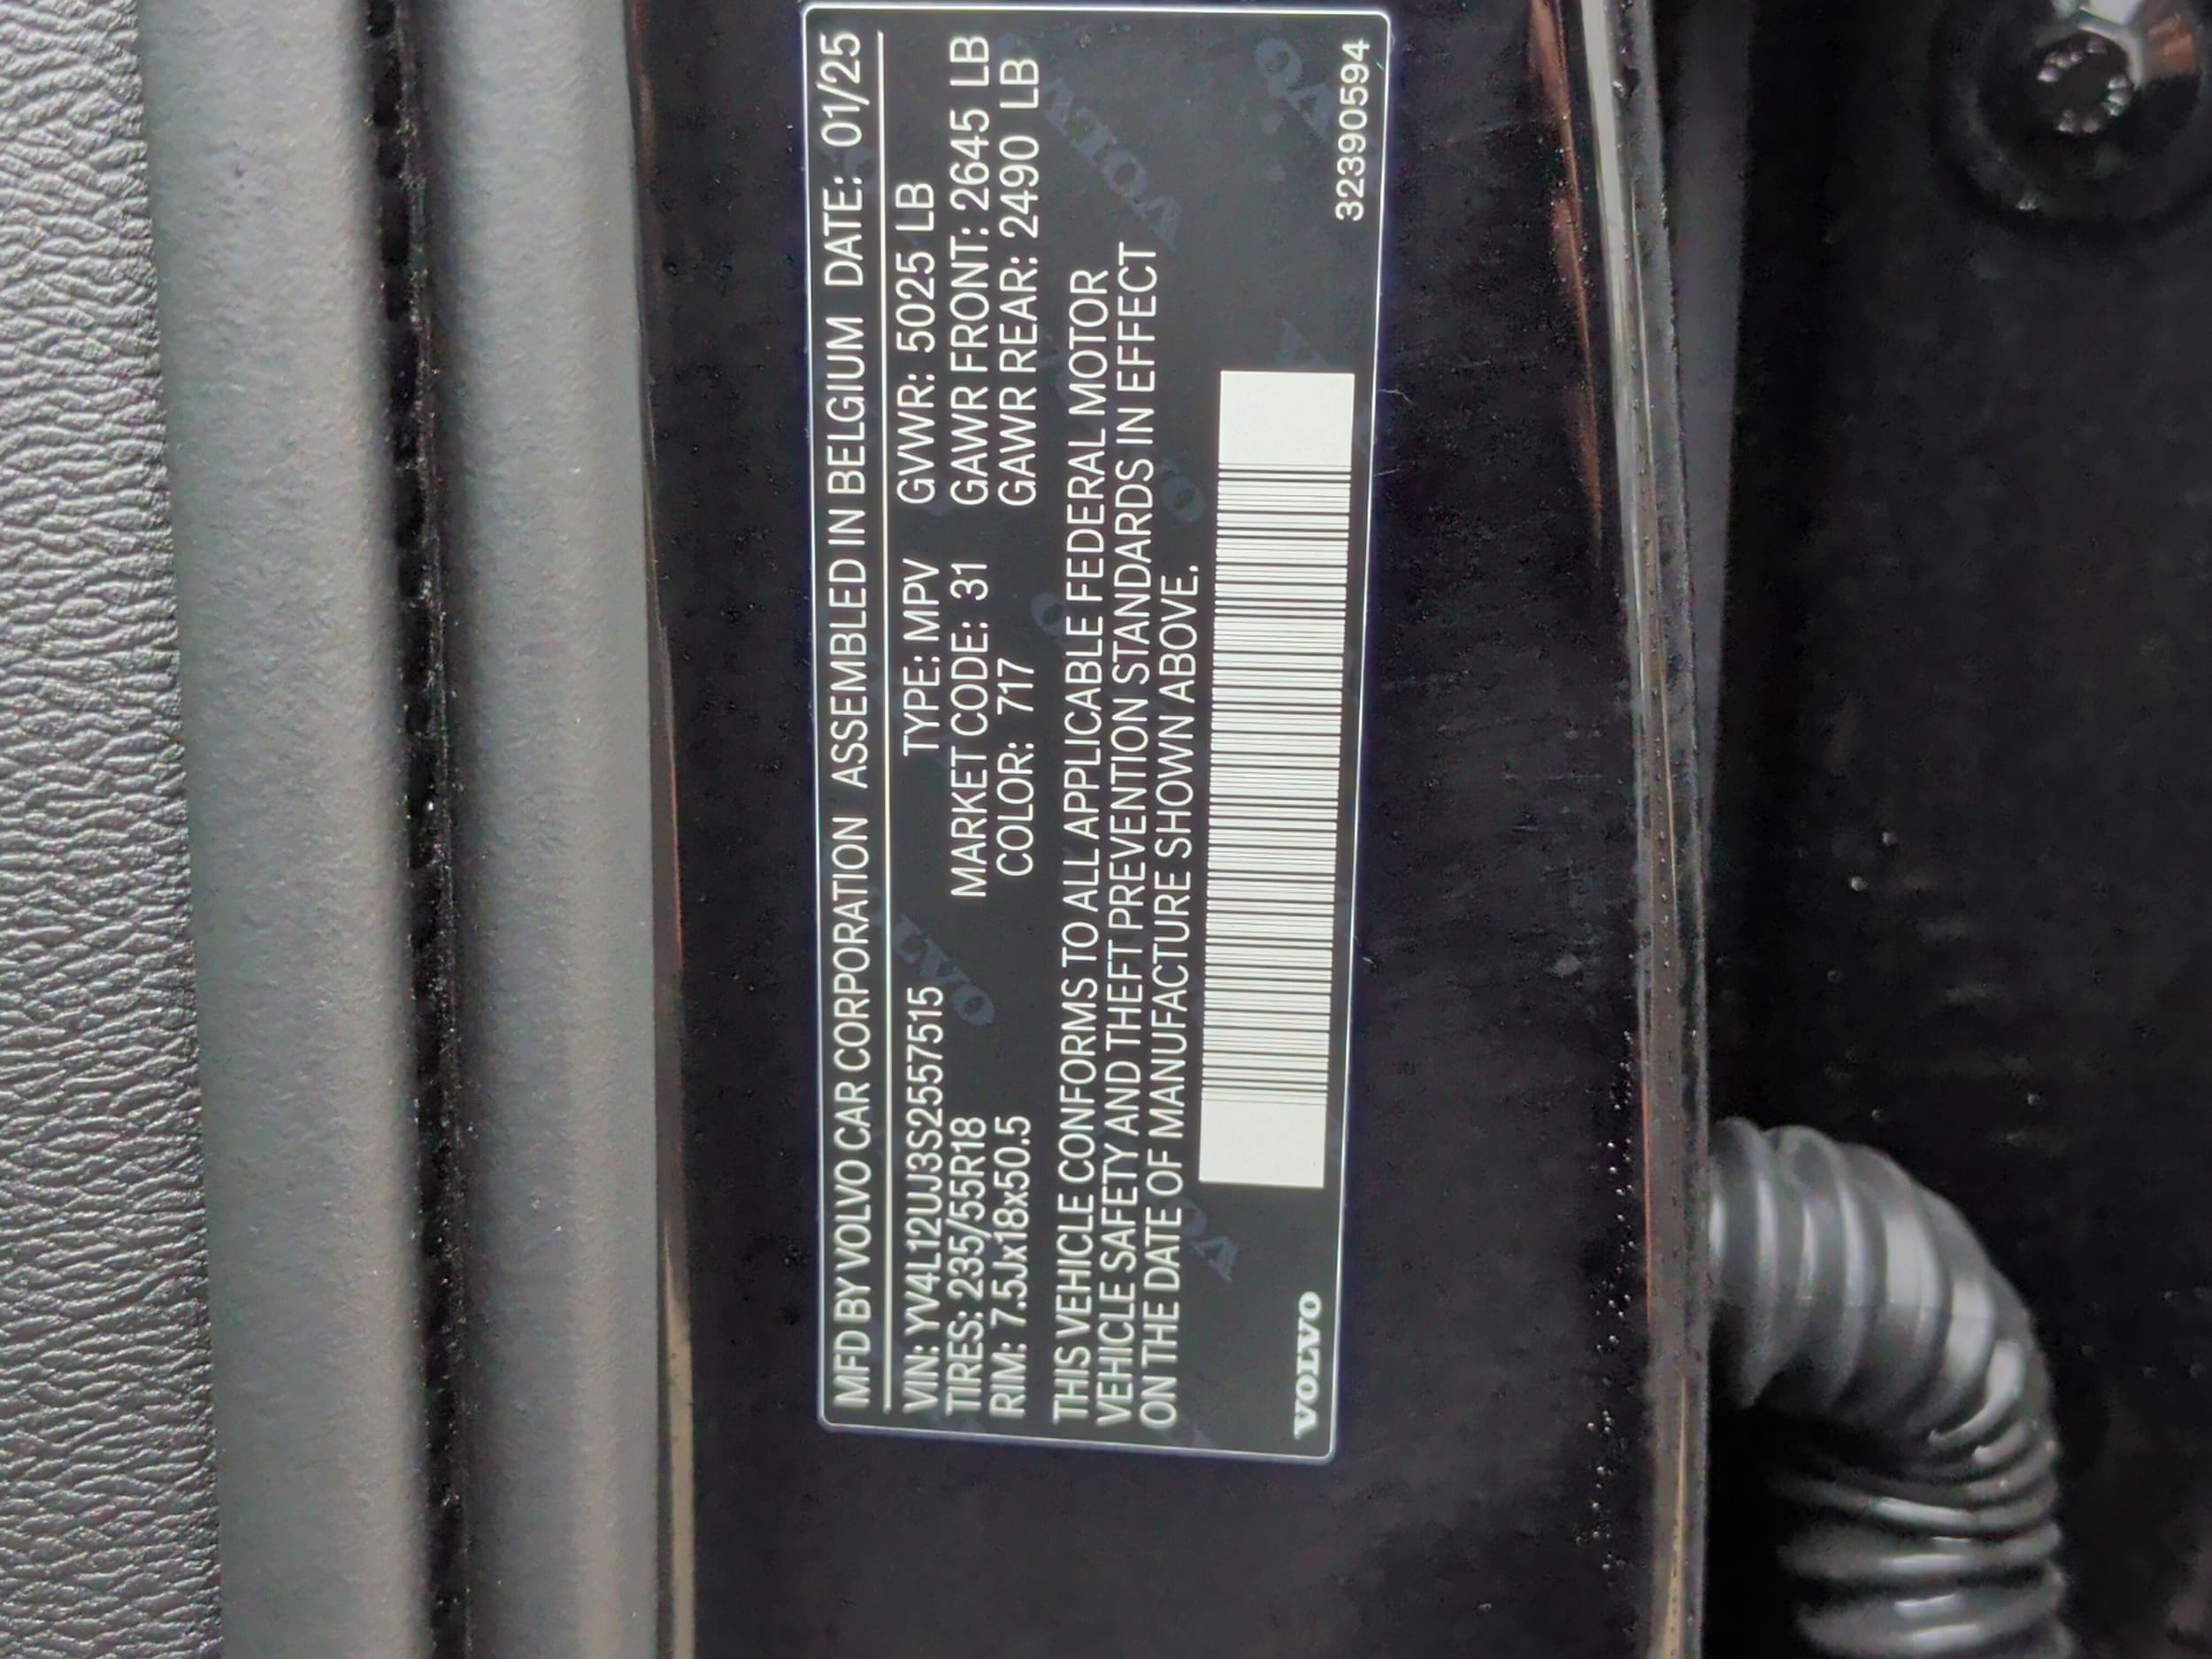 MFD BY VOLVO CAR CORPORATION ASSEMBLED IN BELGIUM DATE: 01/25
VIN: YV4L12UJ3S2557515 TYPE: MPV GVWR: 5025 LB
TIRES: 235/55R18 MARKET CODE: 31 GAWR FRONT: 2645 LB
RIM: 7.5Jx18x50.5 COLOR: 717 GAWR REAR: 2490 LB
THIS VEHICLE CONFORMS TO ALL APPLICABLE FEDERAL MOTOR
VEHICLE SAFETY AND THEFT PREVENTION STANDARDS IN EFFECT
ON THE DATE OF MANUFACTURE SHOWN ABOVE.
VOLVO 32390594